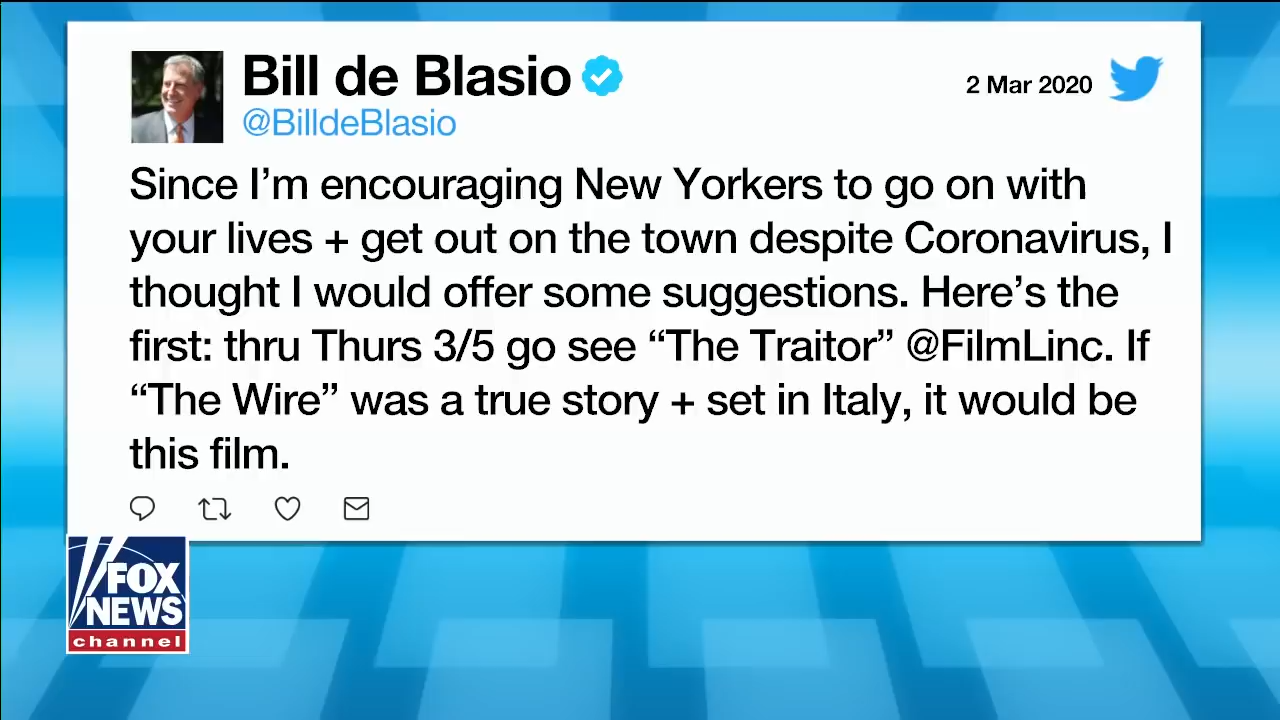 Bill de Blasio
@BilldeBlasio
2 Mar 2020
Since I’m encouraging New Yorkers to go on with
your lives + get out on the town despite Coronavirus, I
thought I would offer some suggestions. Here’s the
first: thru Thurs 3/5 go see “The Traitor” @FilmLinc. If
“The Wire” was a true story + set in Italy, it would be
this film.
FOX
NEWS
channel